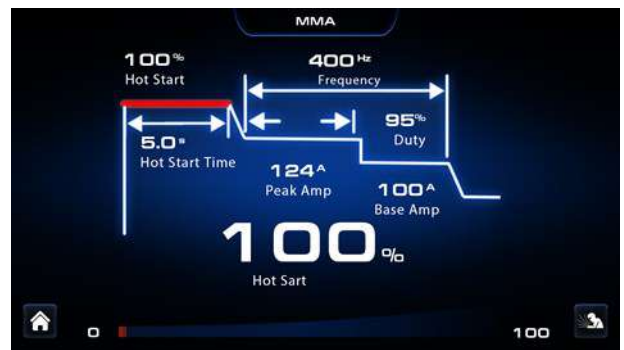 MMA
100%
Hot Start
400Hz
Frequency
5.0s
Hot Start Time
95%
Duty
124A
Peak Amp
100A
Base Amp
100%
Hot Sart
0
100